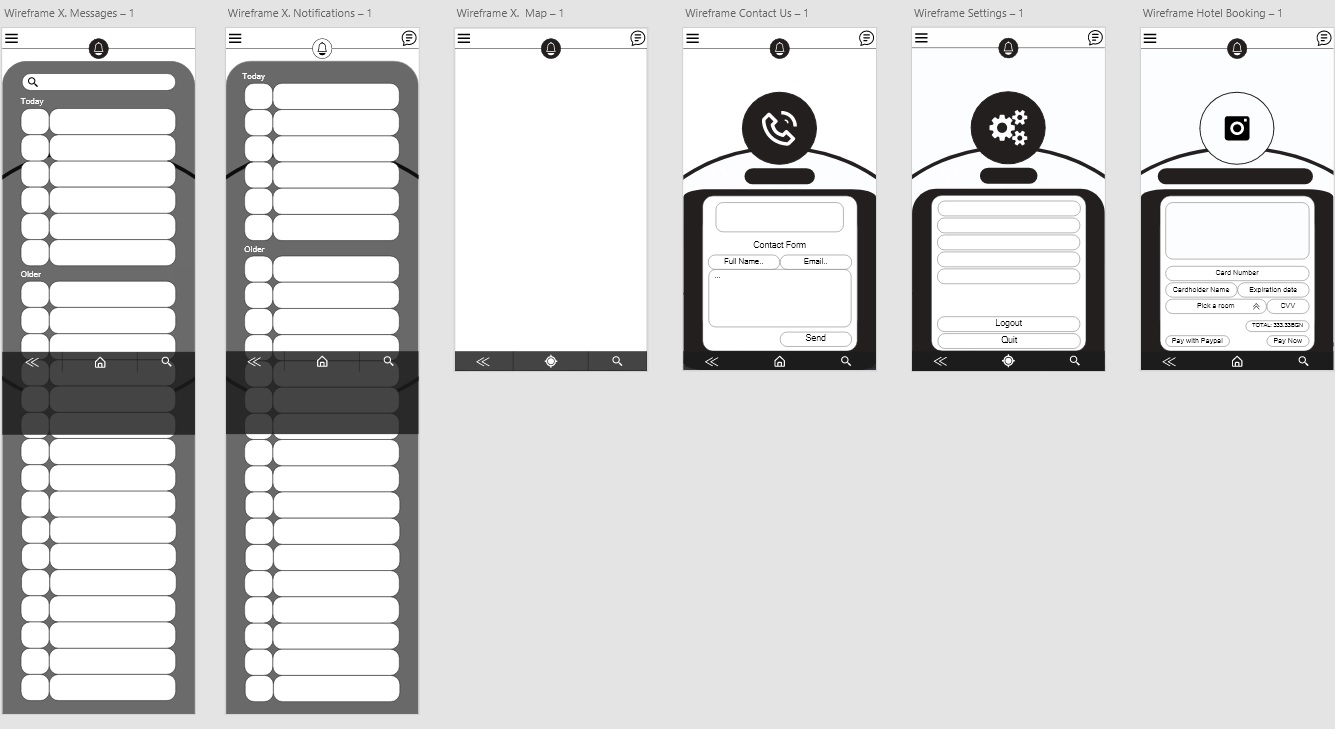 Wireframe X. Messages – 1
Wireframe X. Notifications – 1
Wireframe X.  Map – 1
Wireframe Contact Us – 1
Wireframe Settings – 1
Wireframe Hotel Booking – 1
Today
Older
Today
Older
Contact Form
Full Name..
Email..
...
Send
Logout
Quit
Card Number
Cardholder Name
Expiration date
Pick a room
CVV
TOTAL: 333.33BGN
Pay with Paypal
Pay Now